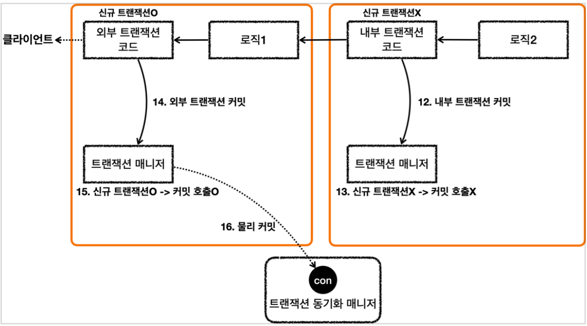 신규 트랜잭션O
신규 트랜잭션X
클라이언트
외부 트랜잭션
코드
로직1
내부 트랜잭션
코드
로직2
14. 외부 트랜잭션 커밋
12. 내부 트랜잭션 커밋
트랜잭션 매니저
트랜잭션 매니저
15. 신규 트랜잭션O -> 커밋 호출O
13. 신규 트랜잭션X -> 커밋 호출X
16. 물리 커밋
con
트랜잭션 동기화 매니저